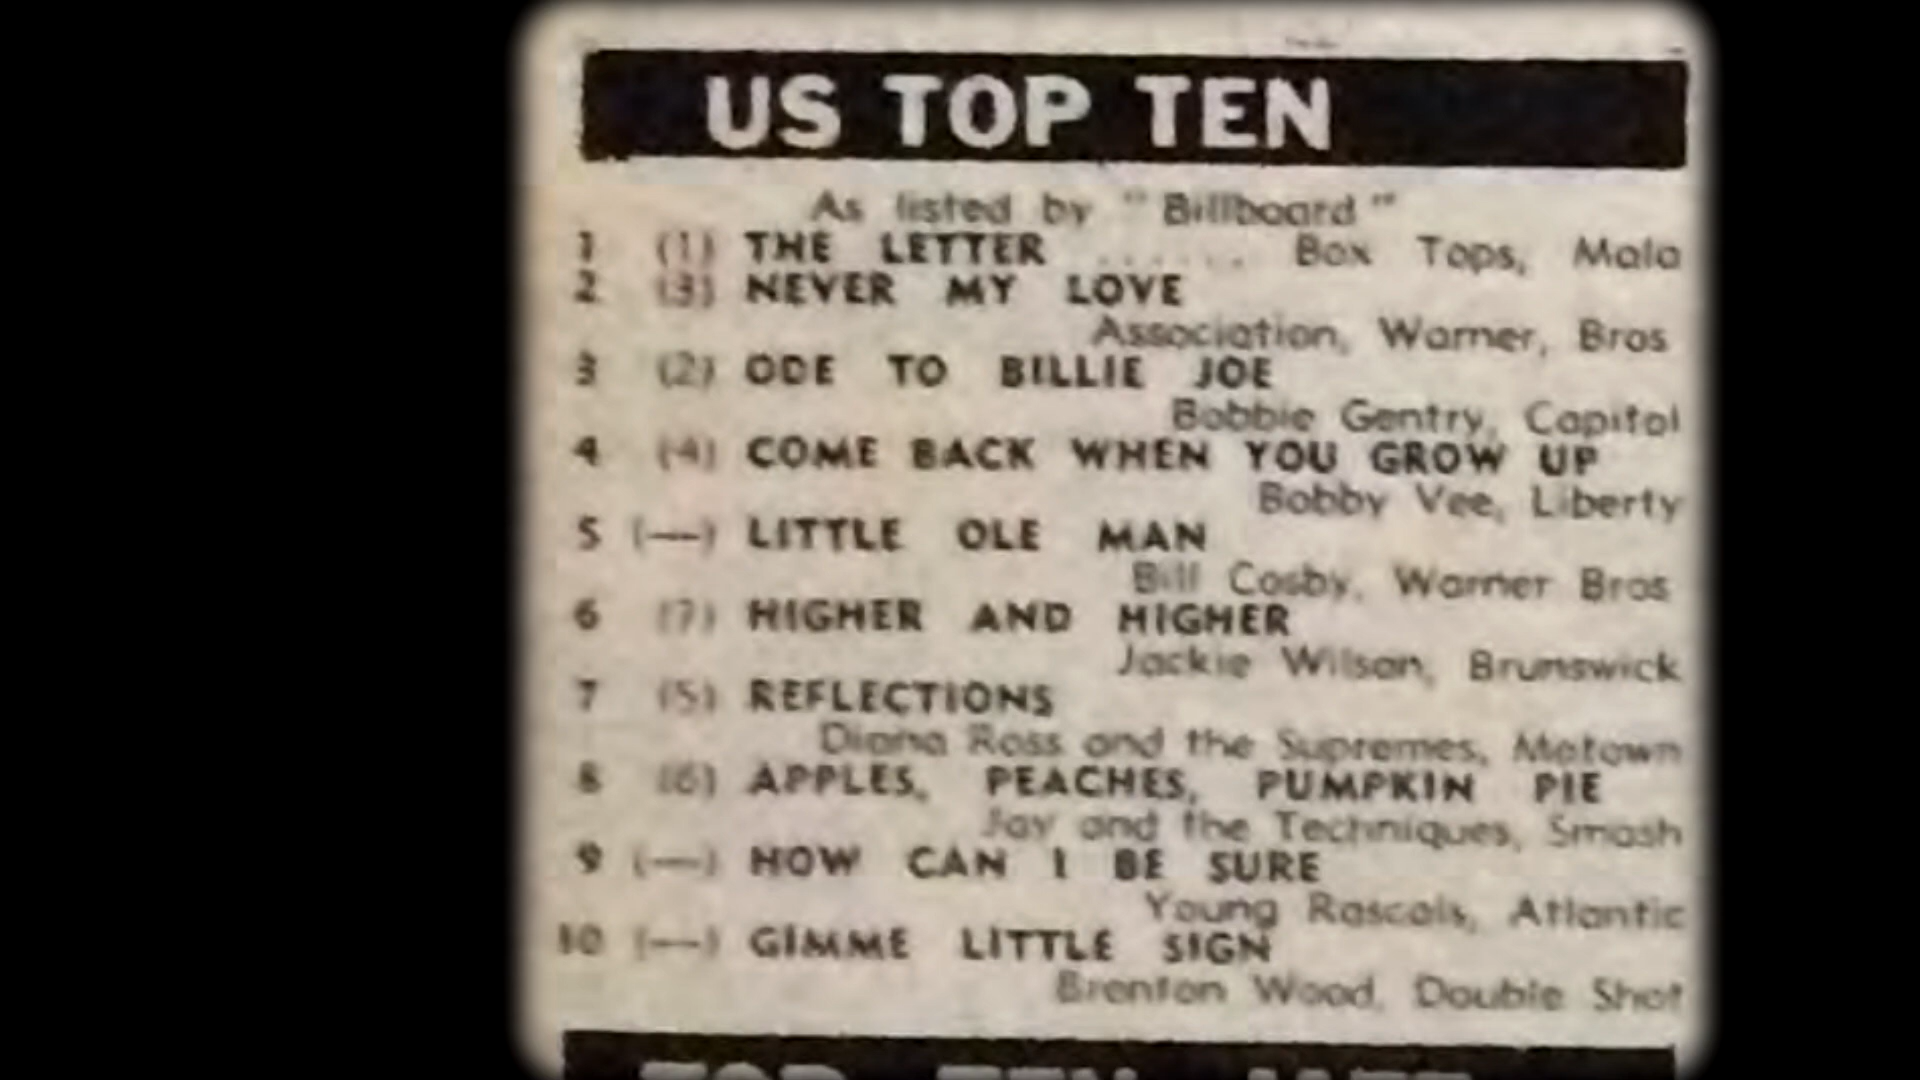 US TOP TEN
As listed by "Billboard"
1 (1) THE LETTER ...... Box Tops, Mala
2 (3) NEVER MY LOVE
Association, Warner, Bros
3 (2) ODE TO BILLIE JOE
Bobbie Gentry, Capitol
4 (4) COME BACK WHEN YOU GROW UP
Bobby Vee, Liberty
5 (—) LITTLE OLE MAN
Bill Cosby, Warner Bros
6 (7) HIGHER AND HIGHER
Jackie Wilson, Brunswick
7 (5) REFLECTIONS
Diana Ross and the Supremes, Motown
8 (6) APPLES, PEACHES, PUMPKIN PIE
Jay and the Techniques, Smash
9 (—) HOW CAN I BE SURE
Young Rascals, Atlantic
10 (—) GIMME LITTLE SIGN
Brenton Wood, Double Shot
TOP TEN